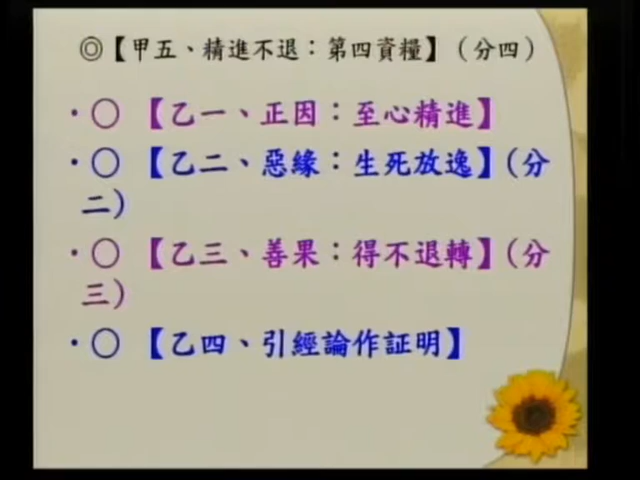 ◎【甲五、精進不退：第四資糧】（分四）
・○ 【乙一、正因：至心精進】
・○ 【乙二、惡緣：生死放逸】（分
二）
・○ 【乙三、善果：得不退轉】（分
三）
・○ 【乙四、引經論作証明】